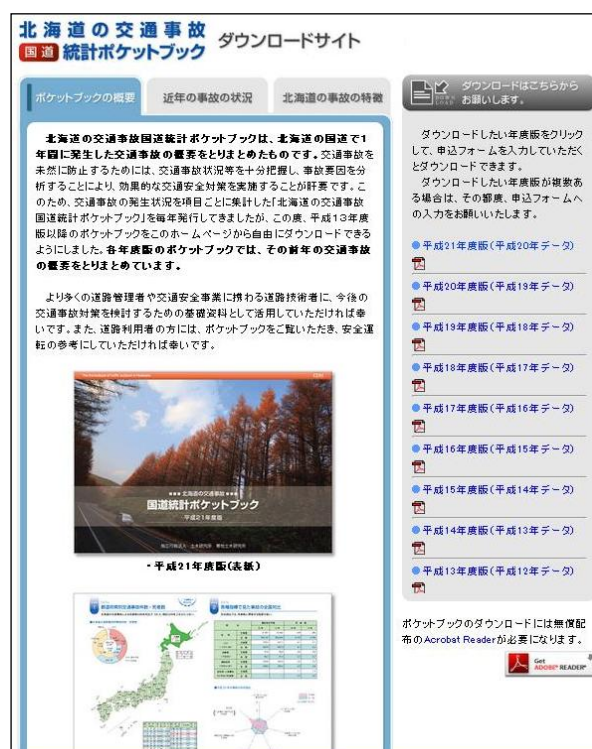 北海道の交通事故
国道 統計ポケットブック ダウンロードサイト
ポケットブックの概要 近年の事故の状況 北海道の事故の特徴
北海道の交通事故国道統計ポケットブックは、北海道の国道で1
年間に発生した交通事故の概要をとりまとめたものです。交通事故を
未然に防止するためには、交通事故状況等を十分把握し、事故要因を分
析することにより、効果的な交通安全対策を実施することが肝要です。こ
のため、交通事故の発生状況を項目ごとに集計した「北海道の交通事故
国道統計ポケットブック」を毎年発行してきましたが、この度、平成13年度
版以降のポケットブックをこのホームページから自由にダウンロードできる
ようにしました。各年度版のポケットブックでは、その前年の交通事故
の概要をとりまとめています。
より多くの道路管理者や交通安全事業に携わる道路技術者に、今後の
交通事故対策を検討するための基礎資料として活用していただければ幸
いです。また、道路利用者の方には、ポケットブックをご覧いただき、安全運
転の参考にしていただければ幸いです。
北海道の交通事故
国道統計ポケットブック
平成21年度版
・平成21年度版(表紙)
ダウンロードはこちらから
お願いします。
ダウンロードしたい年度版をクリック
して、申込フォームを入力していただく
とダウンロードできます。
ダウンロードしたい年度版が複数あ
る場合は、その都度、申込フォームへ
の入力をお願いいたします。
平成21年度版(平成20年データ)
平成20年度版(平成19年データ)
平成19年度版(平成18年データ)
平成18年度版(平成17年データ)
平成17年度版(平成16年データ)
平成16年度版(平成15年データ)
平成15年度版(平成14年データ)
平成14年度版(平成13年データ)
平成13年度版(平成12年データ)
ポケットブックのダウンロードには無償配
布のAcrobat Readerが必要になります。
Get
ADOBE® READER®